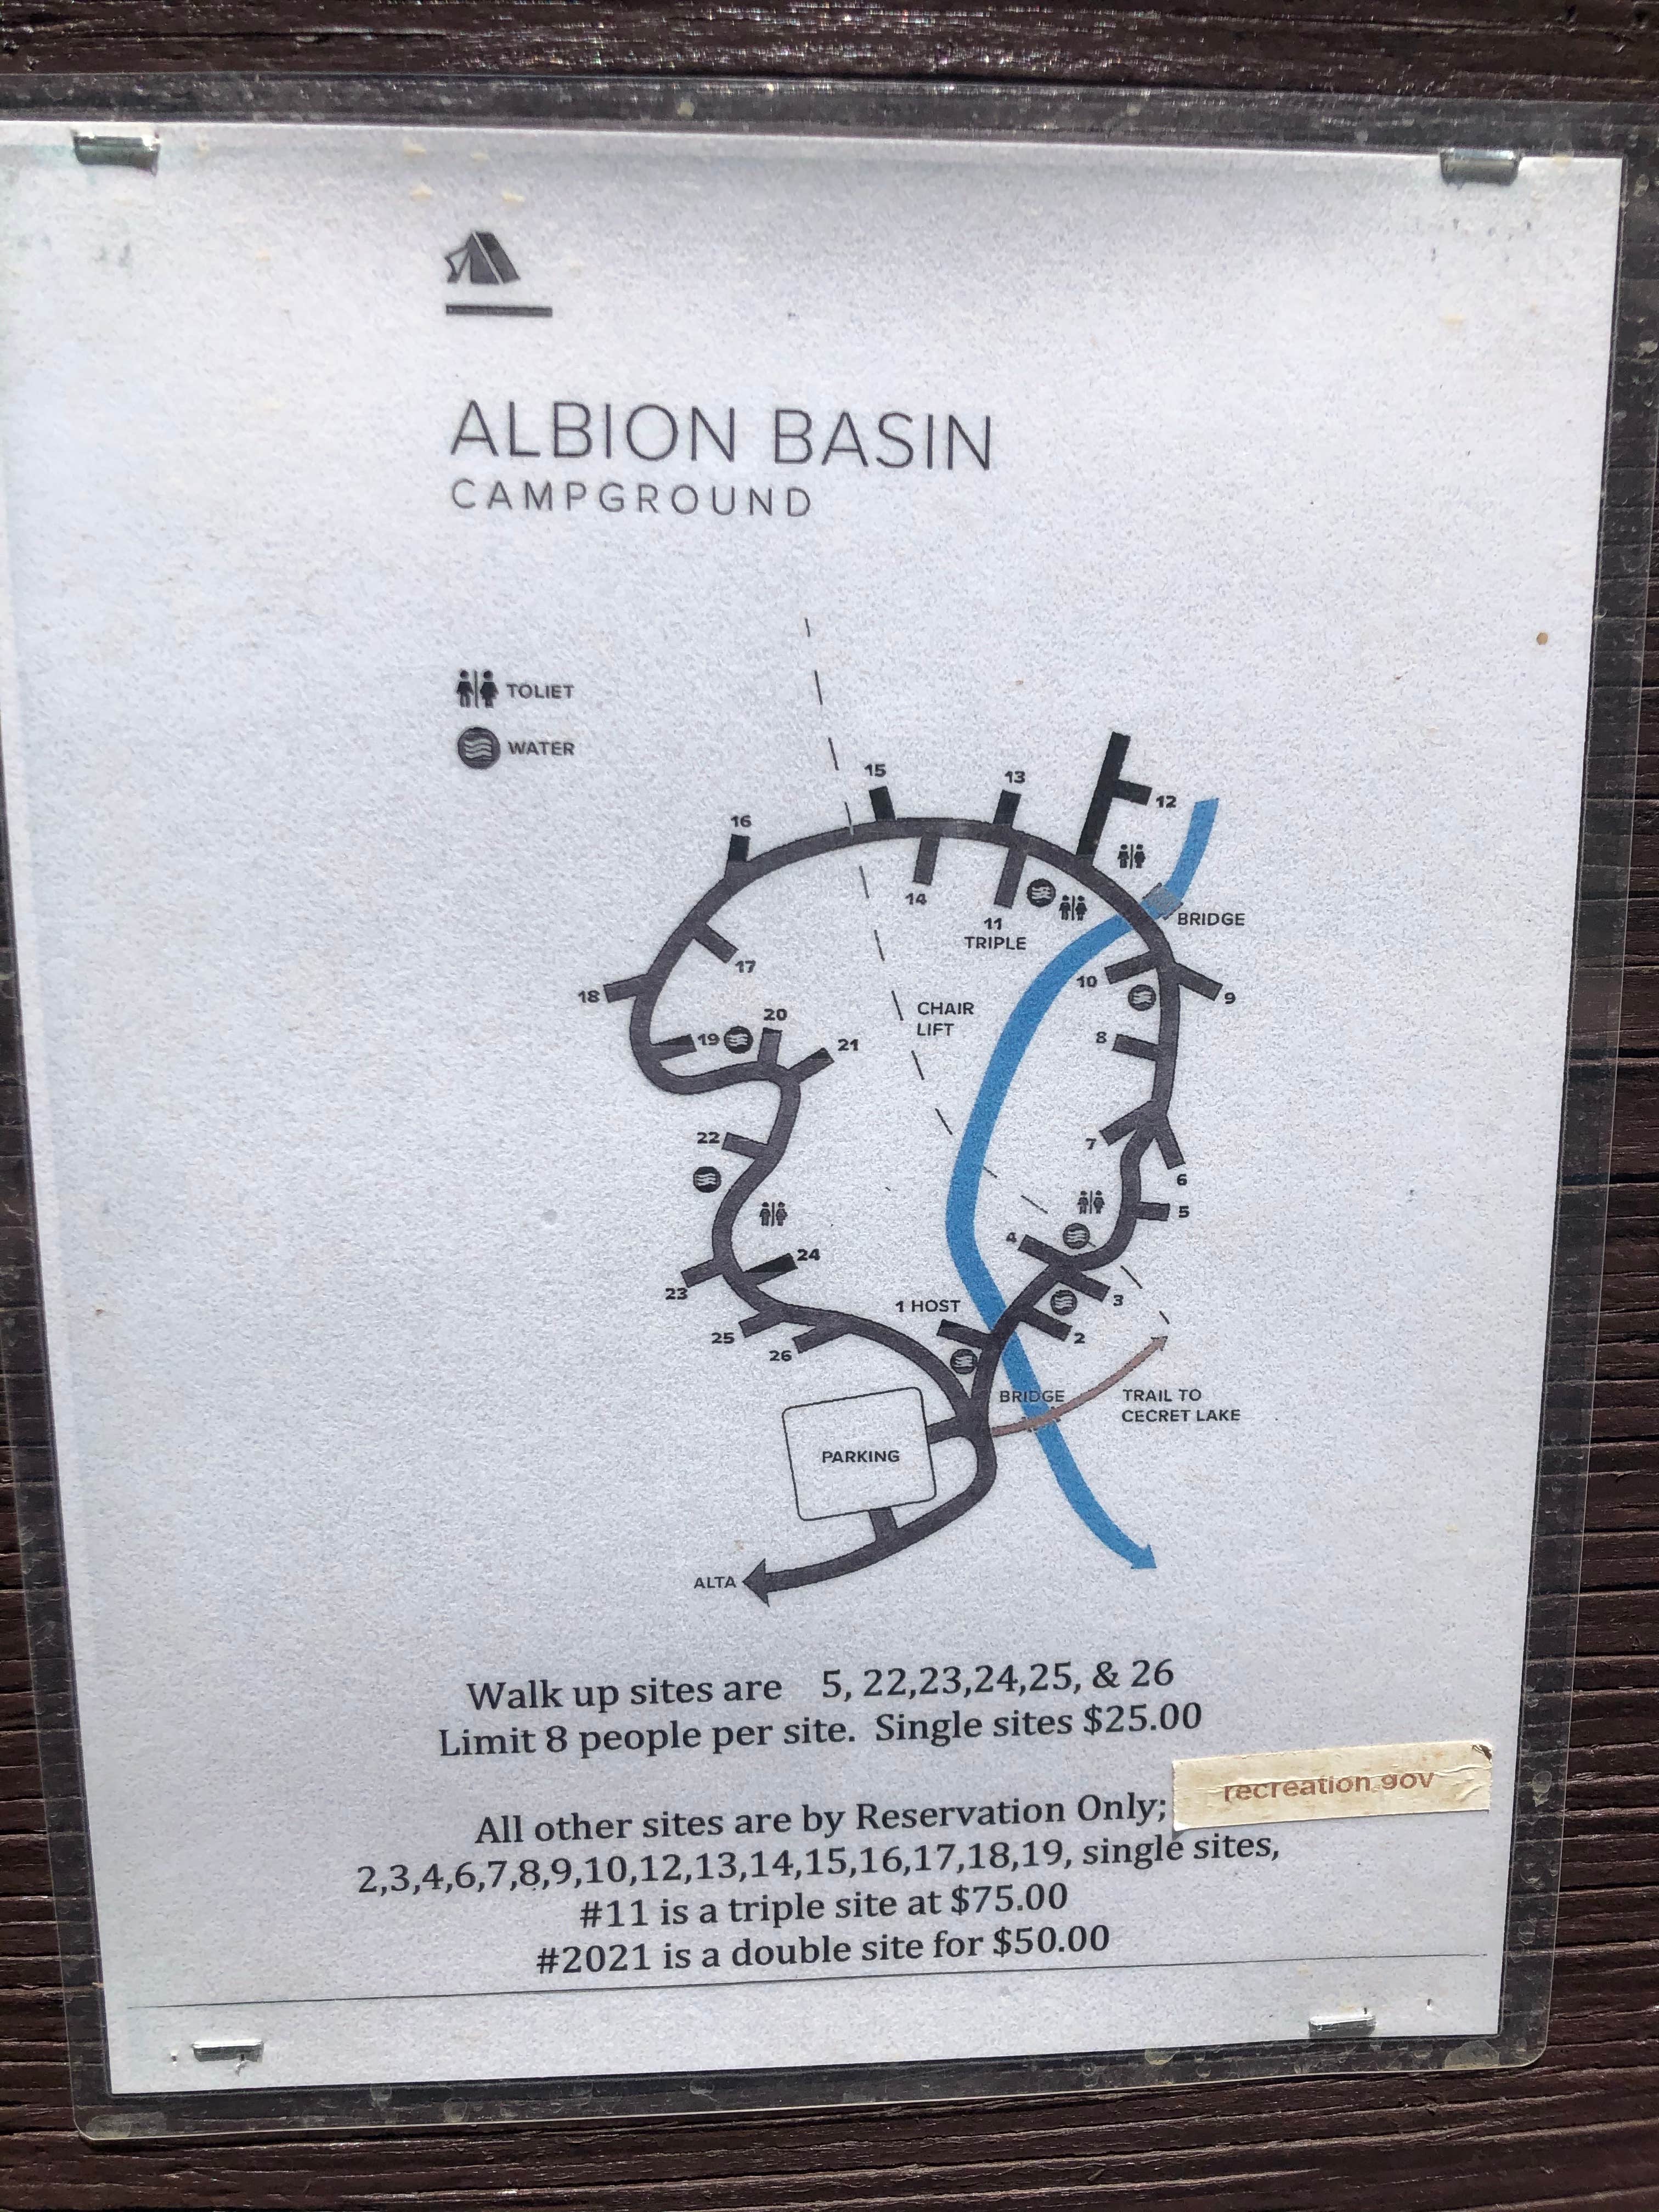 ALBION BASIN
CAMPGROUND
TOLIET
WATER
15
13
12
16
14
11
TRIPLE
BRIDGE
17
10
18
9
CHAIR
LIFT
20
19
21
8
22
7
6
5
4
24
23
1 HOST
3
25
2
26
BRIDGE
TRAIL TO
CECRET LAKE
PARKING
ALTA
Walk up sites are 5, 22,23,24,25, & 26
Limit 8 people per site. Single sites $25.00
recreation.gov
All other sites are by Reservation Only;
2,3,4,6,7,8,9,10,12,13,14,15,16,17,18,19, single sites,
#11 is a triple site at $75.00
#2021 is a double site for $50.00